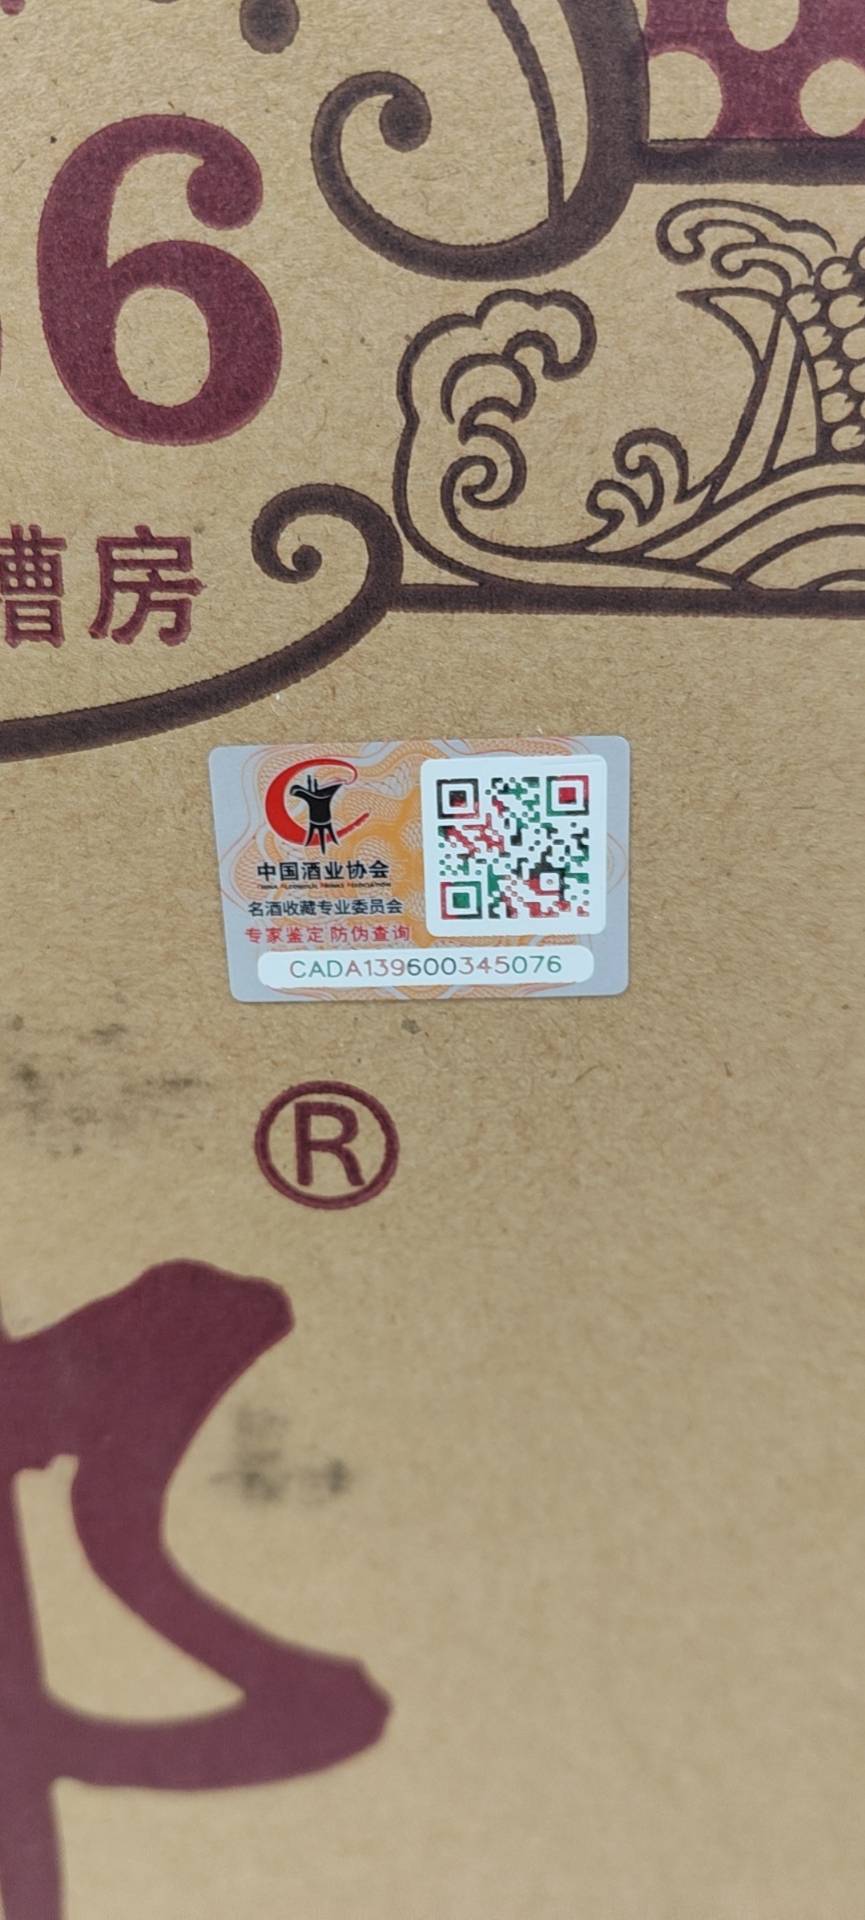 6
槽房
中国酒业协会
名酒收藏专业委员会
专家鉴定 防伪查询
CADA139600345076
®